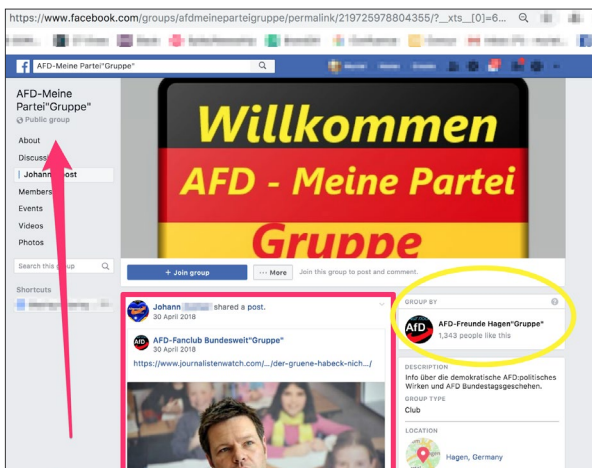 https://www.facebook.com/groups/afdmeineparteigruppe/permalink/219725978804355/?__xts__[0]=6...
AFD-Meine Partei"Gruppe"
AFD-Meine
Partei"Gruppe"
Public group
About
Discuss
Johann post
Members
Events
Videos
Photos
Search this group
Shortcuts
Willkommen
AFD - Meine Partei
Gruppe
+ Join group
... More
Join this group to post and comment.
Johann shared a post.
30 April 2018
AFD-Fanclub Bundesweit"Gruppe"
30 April 2018
https://www.journalistenwatch.com/.../der-gruene-habeck-nich.../
GROUP BY
AfD
AFD-Freunde Hagen"Gruppe"
1,343 people like this
DESCRIPTION
Info über die demokratische AFD:politisches
Wirken und AFD Bundestagsgeschehen.
GROUP TYPE
Club
LOCATION
Hagen, Germany